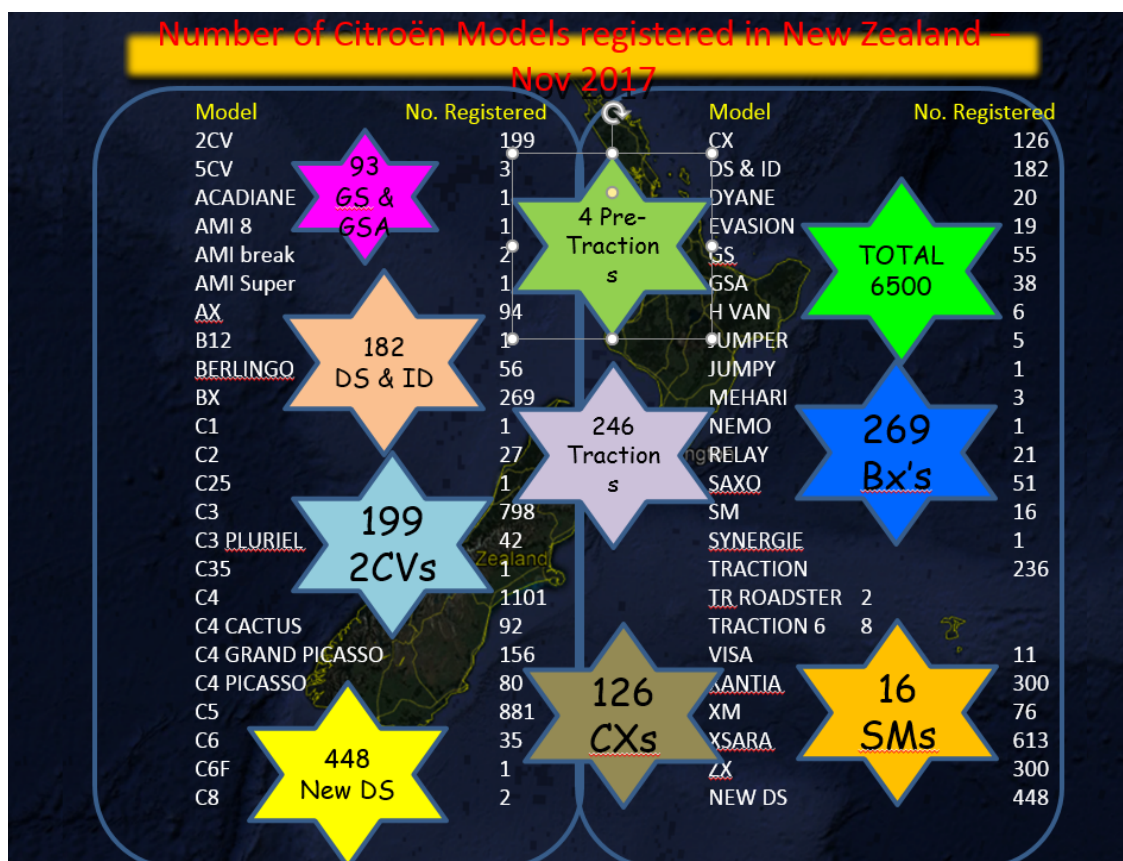 Number of Citroën Models registered in New Zealand –
Nov 2017
Model No. Registered
2CV 199
5CV 3
ACADIANE 1
AMI 8 1
AMI break 2
AMI Super 1
AX 94
B12 1
BERLINGO 56
BX 269
C1 1
C2 27
C25 1
C3 798
C3 PLURIEL 42
C35 1
C4 1101
C4 CACTUS 92
C4 GRAND PICASSO 156
C4 PICASSO 80
C5 881
C6 35
C6F 1
C8 2
Model No. Registered
CX 126
DS & ID 182
DYANE 20
EVASION 19
GS 55
GSA 38
H VAN 6
JUMPER 5
JUMPY 1
MEHARI 3
NEMO 1
RELAY 21
SAXO 51
SM 16
SYNERGIE 1
TRACTION 236
TR ROADSTER 2
TRACTION 6 8
VISA 11
XANTIA 300
XM 76
XSARA 613
ZX 300
NEW DS 448
93
GS &
GSA
182
DS & ID
199
2CVs
448
New DS
4 Pre-
Traction
s
246
Traction
s
126
CXs
TOTAL
6500
269
Bx's
16
SMs
Zealand